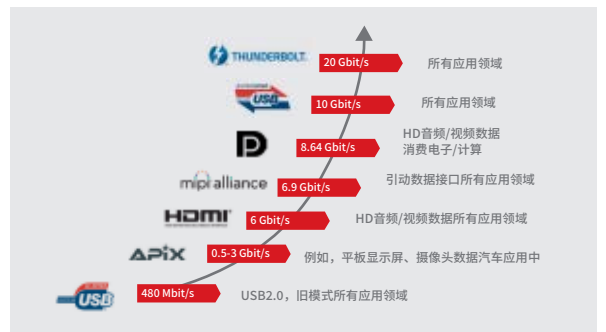 THUNDERBOLT.
20 Gbit/s
所有应用领域
USB
10 Gbit/s
所有应用领域
D
8.64 Gbit/s
HD音频/视频数据
消费电子/计算
mipi alliance
6.9 Gbit/s
引动数据接口所有应用领域
HDMI
6 Gbit/s
HD音频/视频数据所有应用领域
APIX
0.5-3 Gbit/s
例如，平板显示屏、摄像头数据汽车应用中
USB
480 Mbit/s
USB2.0，旧模式所有应用领域